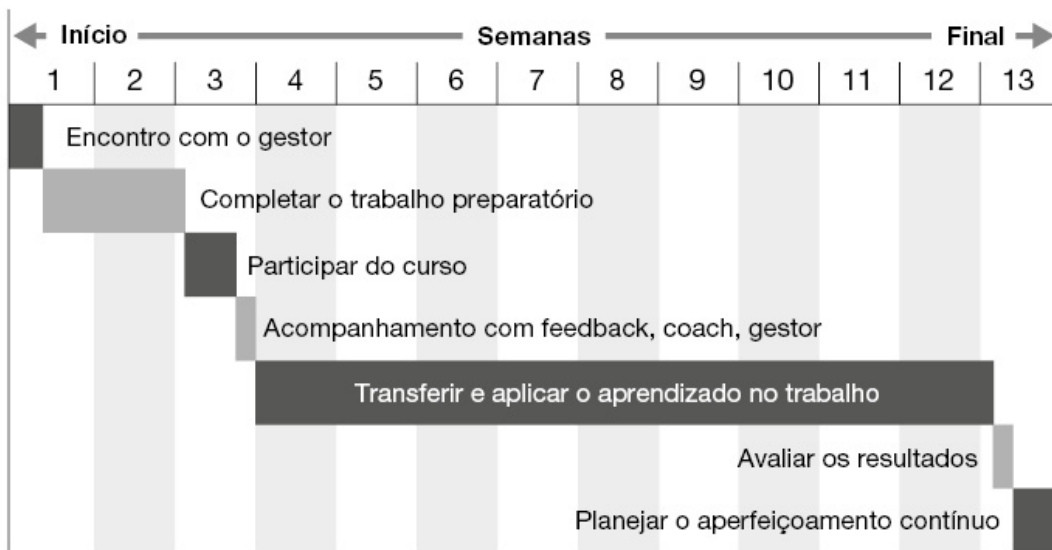 Início Semanas Final
1 2 3 4 5 6 7 8 9 10 11 12 13
Encontro com o gestor
Completar o trabalho preparatório
Participar do curso
Acompanhamento com feedback, coach, gestor
Transferir e aplicar o aprendizado no trabalho
Avaliar os resultados
Planejar o aperfeiçoamento contínuo